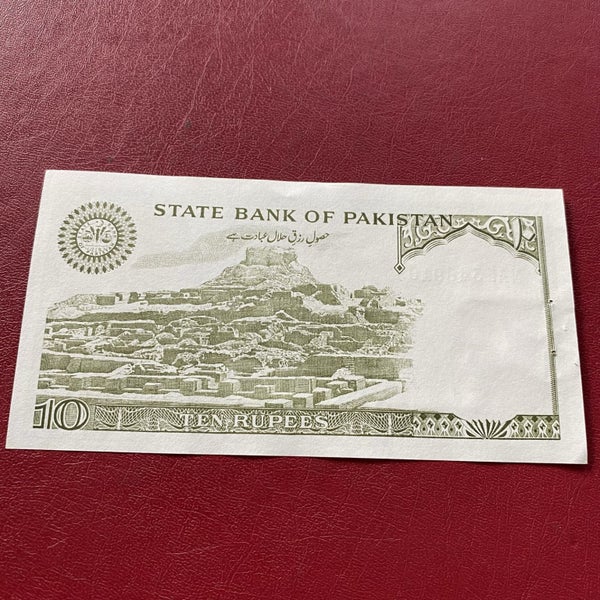 STATE BANK OF PAKISTAN
حصولِ رزقِ حلال عبادت ہے
10
TEN RUPEES